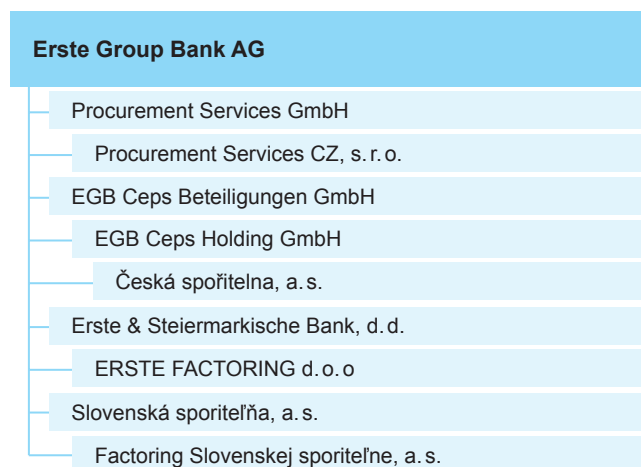 Erste Group Bank AG
Procurement Services GmbH
Procurement Services CZ, s. r. o.
EGB Ceps Beteiligungen GmbH
EGB Ceps Holding GmbH
Česká spořitelna, a. s.
Erste & Steiermarkische Bank, d. d.
ERSTE FACTORING d. o. o
Slovenská sporiteľňa, a. s.
Factoring Slovenskej sporiteľne, a. s.